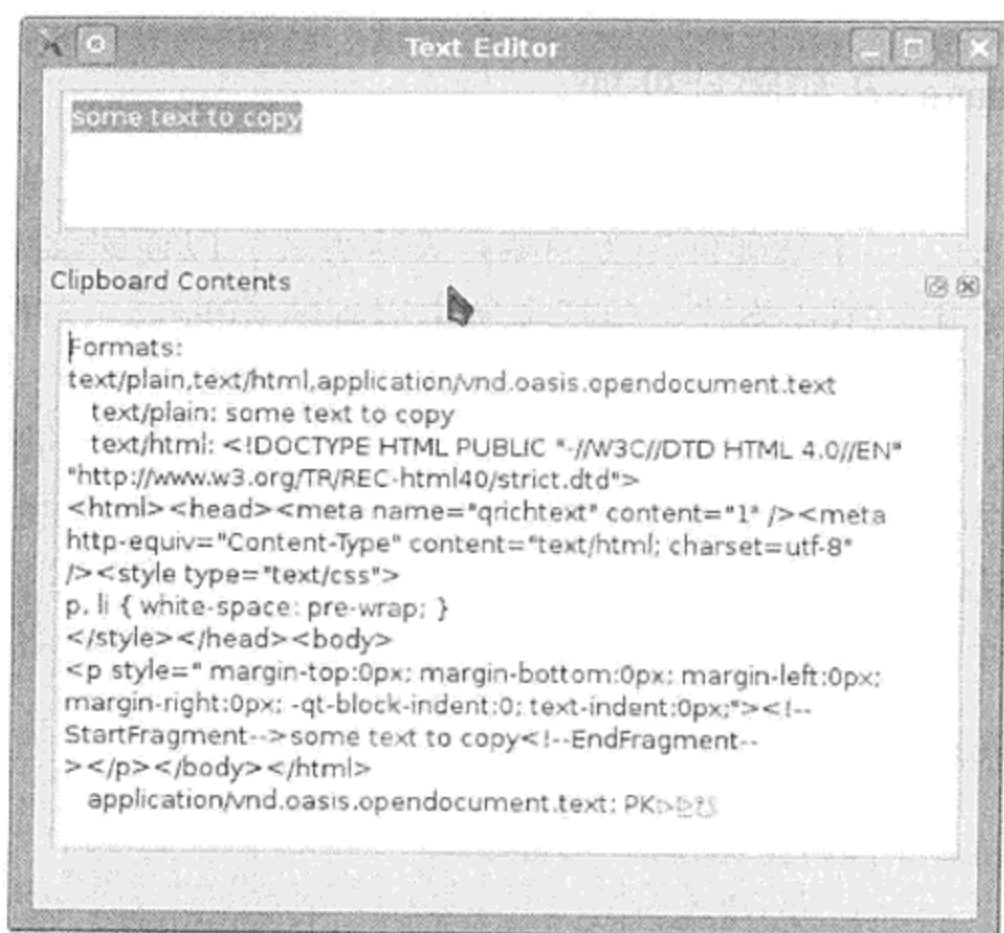 Text Editor
some text to copy
Clipboard Contents
Formats:
text/plain,text/html,application/vnd.oasis.opendocument.text
text/plain: some text to copy
text/html: <!DOCTYPE HTML PUBLIC "-//W3C//DTD HTML 4.0//EN"
"http://www.w3.org/TR/REC-html40/strict.dtd">
<html><head><meta name="qrichtext" content="1" /><meta
http-equiv="Content-Type" content="text/html; charset=utf-8"
/><style type="text/css">
p, li { white-space: pre-wrap; }
</style></head><body>
<p style=" margin-top:0px; margin-bottom:0px; margin-left:0px;
margin-right:0px; -qt-block-indent:0; text-indent:0px;"><!--
StartFragment-->some text to copy<!--EndFragment--
></p></body></html>
application/vnd.oasis.opendocument.text: PK